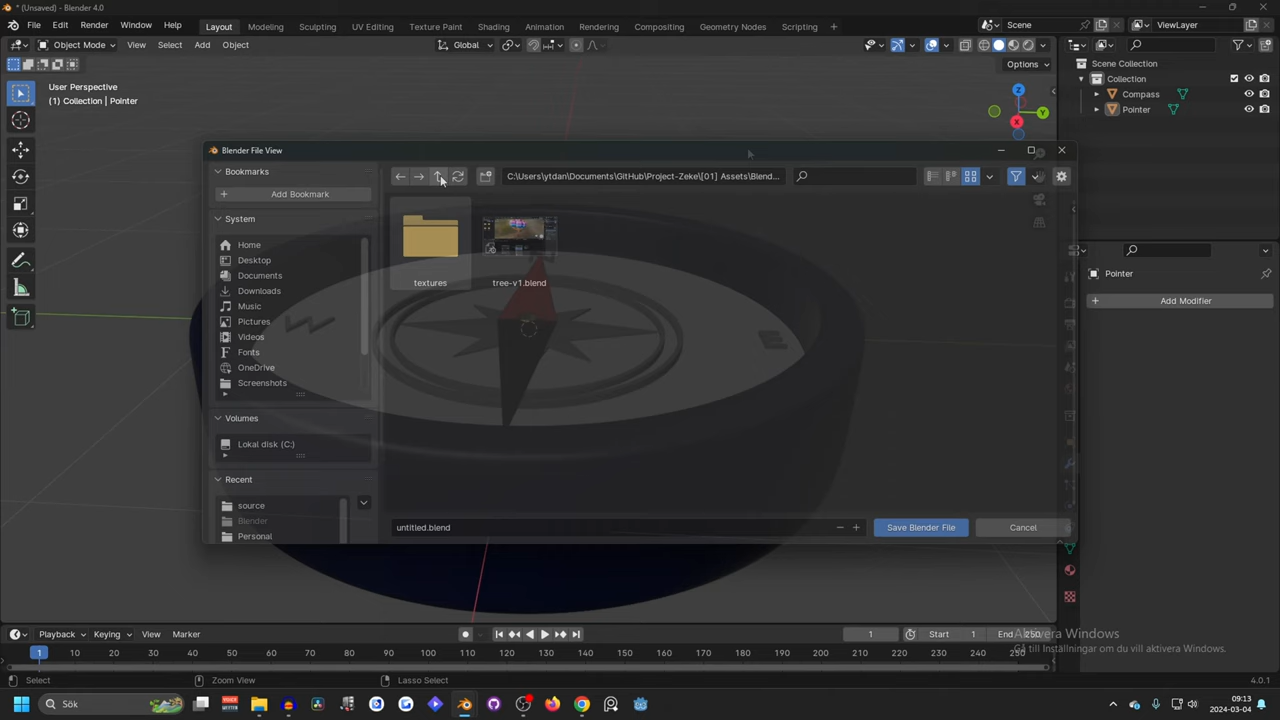 * (Unsaved) - Blender 4.0
File Edit Render Window Help Layout Modeling Sculpting UV Editing Texture Paint Shading Animation Rendering Compositing Geometry Nodes Scripting + Scene ViewLayer
Object Mode View Select Add Object Global
Options
User Perspective
(1) Collection | Pointer
Scene Collection
Collection
Compass
Pointer
Blender File View
Bookmarks
Add Bookmark
C:\Users\ytdan\Documents\GitHub\Project-Zeke\[01] Assets\Blend...
System
Home
Desktop
Documents
Downloads
Music
Pictures
Videos
Fonts
OneDrive
Screenshots
textures
tree-v1.blend
W
E
Volumes
Lokal disk (C:)
Recent
source
Blender
Personal
untitled.blend
Save Blender File
Cancel
Pointer
Add Modifier
X
Y
Z
Playback Keying View Marker 1 Start 1 End 250
1 10 20 30 40 50 60 70 80 90 100 110 120 130 140 150 160 170 180 190 200 210 220 230 240 250
Aktivera Windows
Gå till Inställningar om du vill aktivera Windows.
Select Zoom View Lasso Select 4.0.1
Sök
09:13
2024-03-04